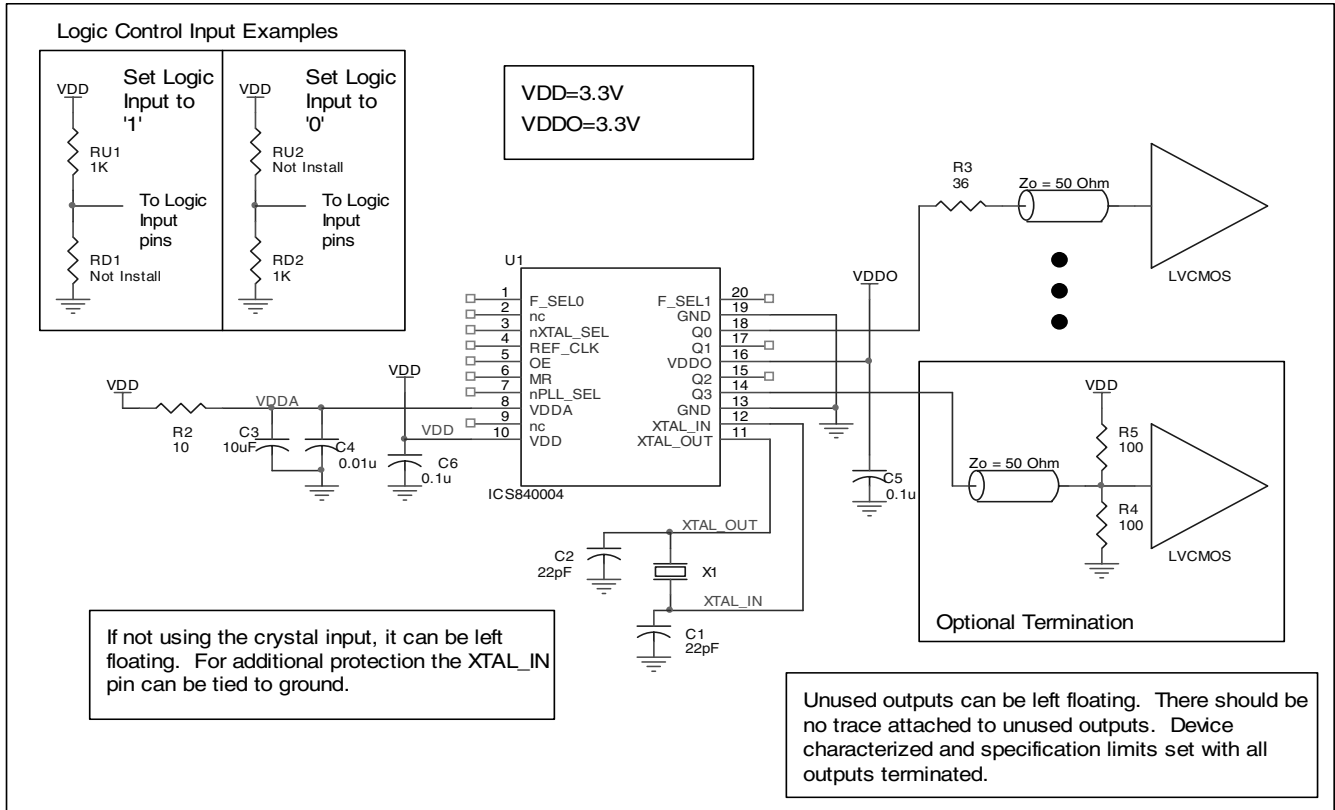 Logic Control Input Examples
VDD
Set Logic
Input to
'1'
RU1
1K
To Logic
Input
pins
RD1
Not Install
VDD
Set Logic
Input to
'0'
RU2
Not Install
To Logic
Input
pins
RD2
1K
VDD=3.3V
VDDO=3.3V
R3
36
Zo = 50 Ohm
LVCMOS
U1
1
F_SEL0
2
nc
3
nXTAL_SEL
4
REF_CLK
5
OE
6
MR
7
nPLL_SEL
8
VDDA
9
nc
10
VDD
20
F_SEL1
19
GND
18
Q0
17
Q1
16
VDDO
15
Q2
14
Q3
13
GND
12
XTAL_IN
11
XTAL_OUT
ICS840004
VDD
R2
10
VDDA
C3
10uF
C4
0.01u
VDD
VDD
C6
0.1u
VDDO
C5
0.1u
XTAL_OUT
C2
22pF
X1
XTAL_IN
C1
22pF
Zo = 50 Ohm
VDD
R5
100
R4
100
LVCMOS
Optional Termination
If not using the crystal input, it can be left
floating. For additional protection the XTAL_IN
pin can be tied to ground.
Unused outputs can be left floating. There should be
no trace attached to unused outputs. Device
characterized and specification limits set with all
outputs terminated.